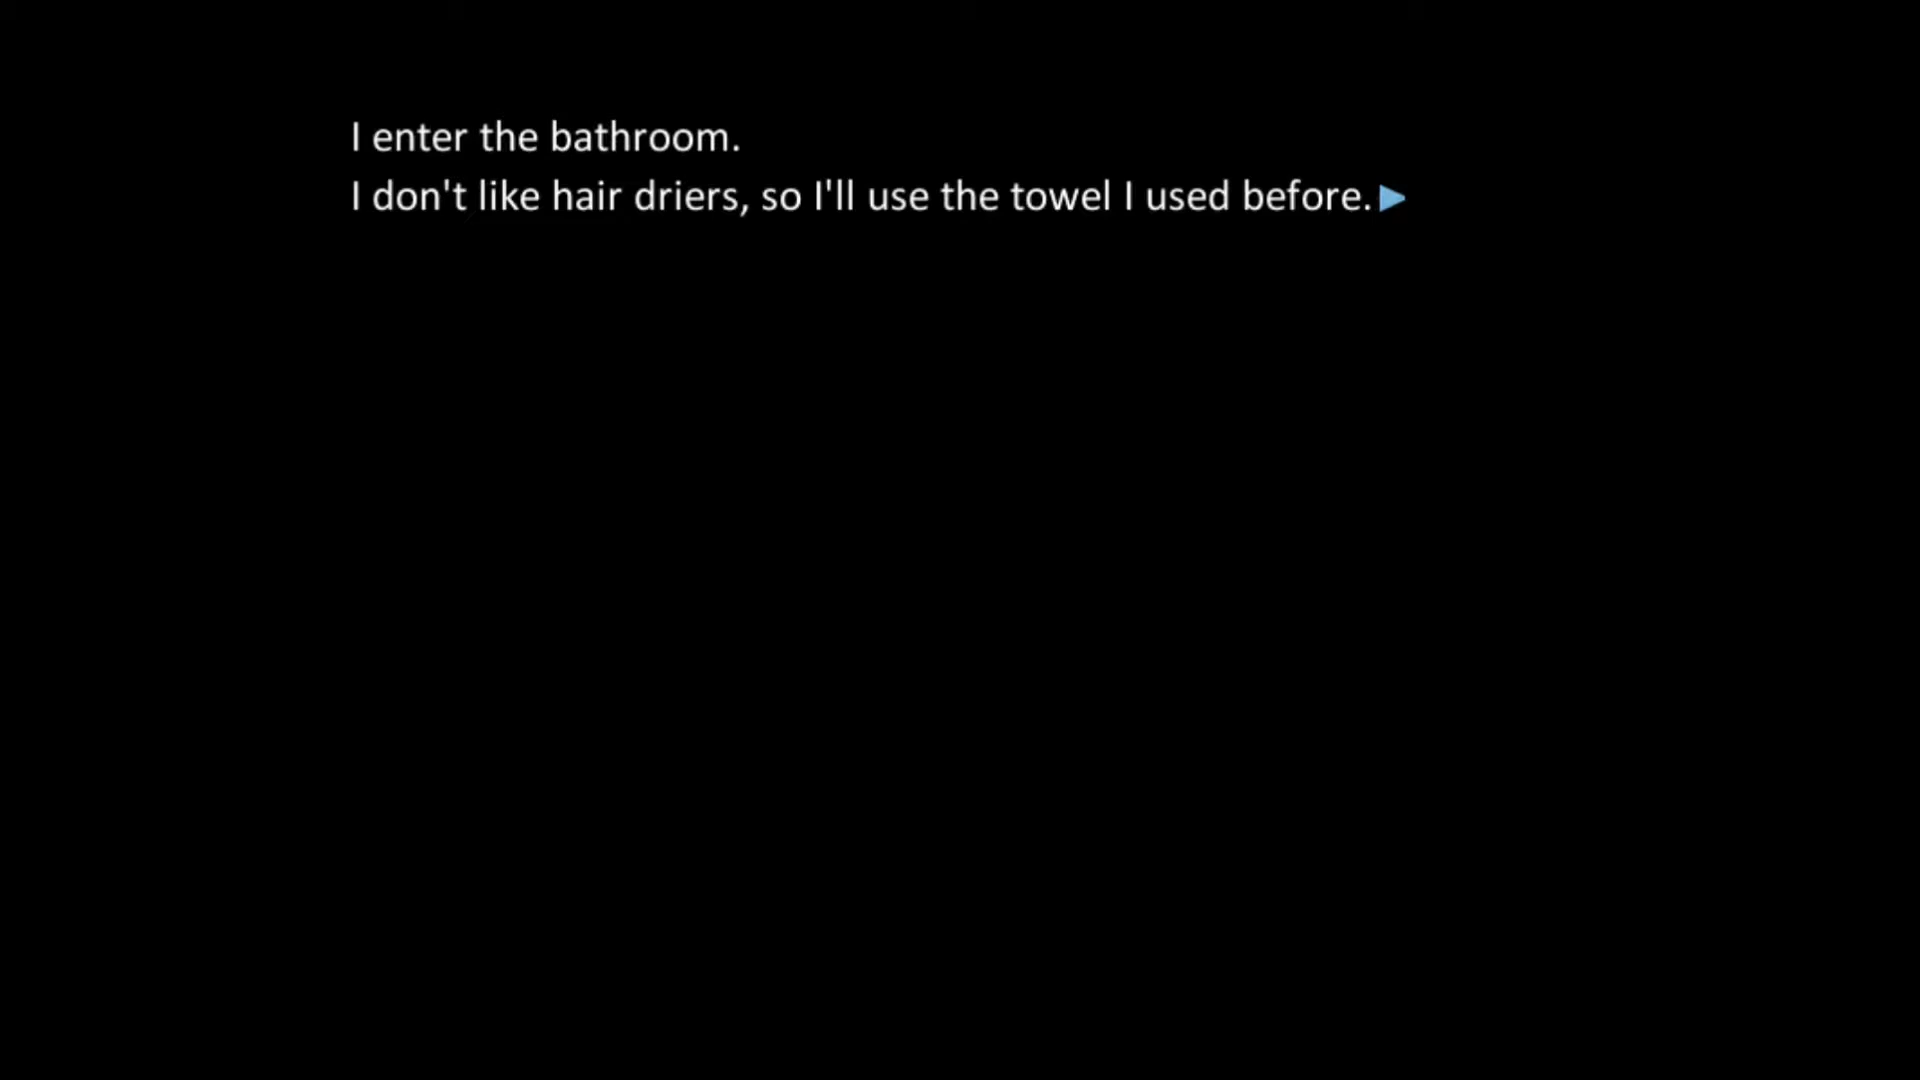 I enter the bathroom.
I don't like hair driers, so I'll use the towel I used before.